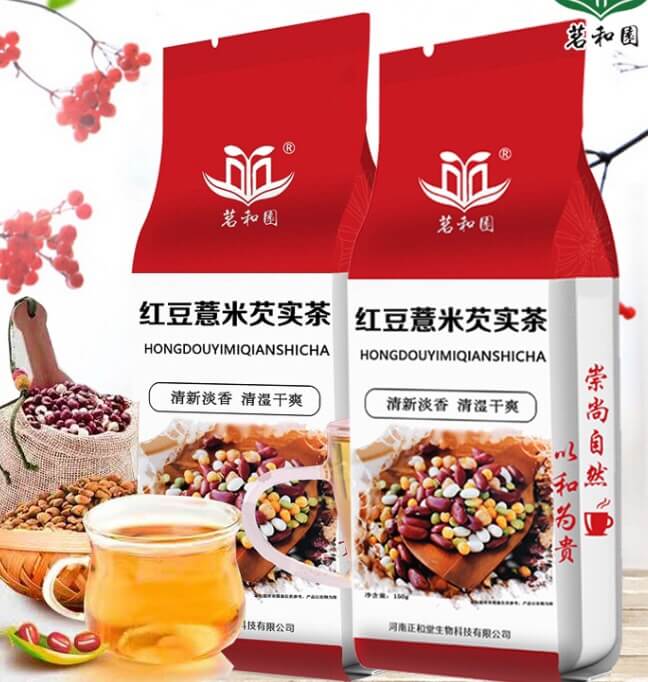 茗和園
®
茗和園
红豆薏米芡实茶
HONGDOUYIMIQIANSHICHA
清新淡香 清湿干爽
科技有限公司
®
茗和園
红豆薏米芡实茶
HONGDOUYIMIQIANSHICHA
清新淡香 清湿干爽
净含量：150g
河南正和堂生物科技有限公司
崇尚自然
以和为贵